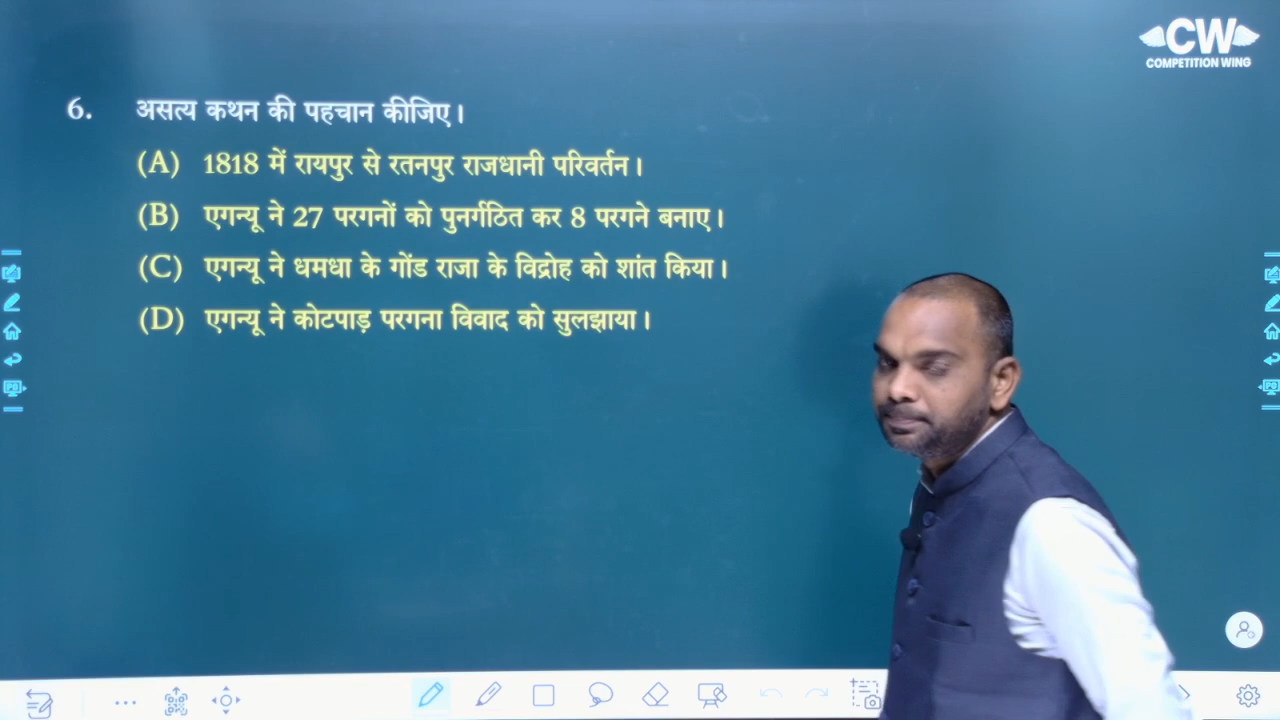 CW
COMPETITION WING
6. असत्य कथन की पहचान कीजिए।
(A) 1818 में रायपुर से रतनपुर राजधानी परिवर्तन।
(B) एगन्यू ने 27 परगनों को पुनर्गठित कर 8 परगने बनाए।
(C) एगन्यू ने धमधा के गोंड राजा के विद्रोह को शांत किया।
(D) एगन्यू ने कोटपाड़ परगना विवाद को सुलझाया।